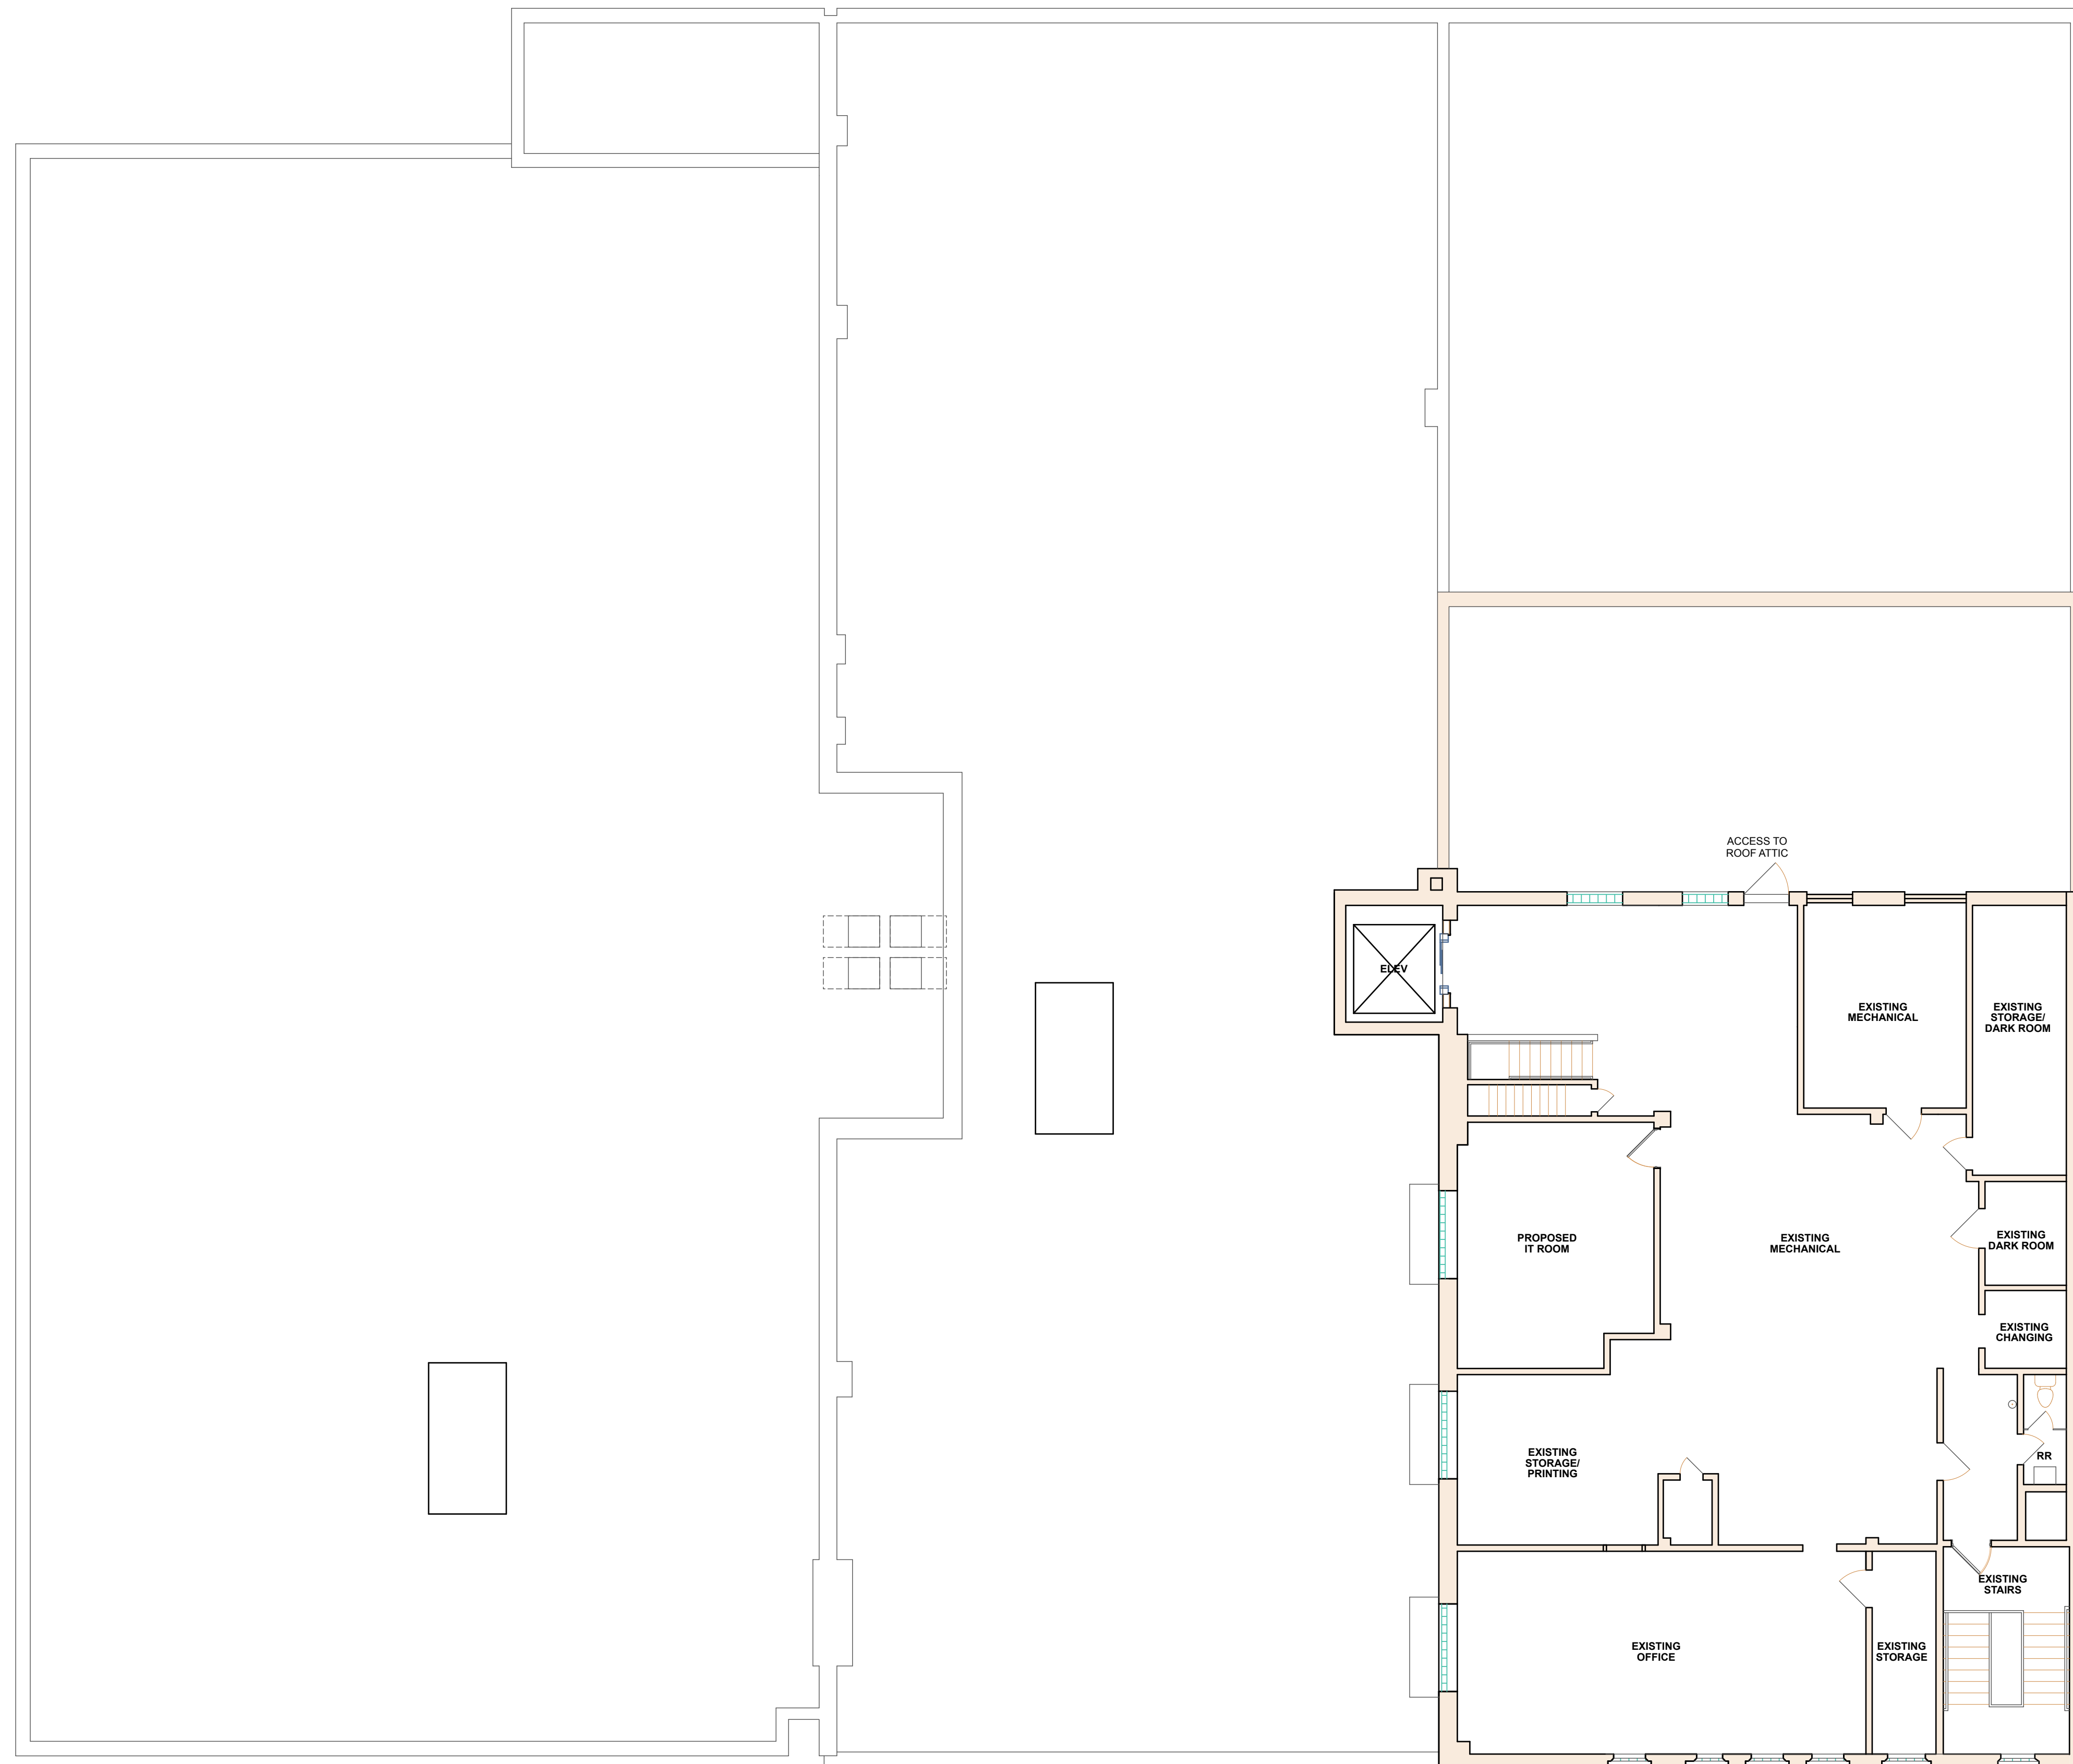 ACCESS TO
ROOF ATTIC
ELEV
EXISTING
MECHANICAL
EXISTING
STORAGE/
DARK ROOM
PROPOSED
IT ROOM
EXISTING
MECHANICAL
EXISTING
DARK ROOM
EXISTING
CHANGING
EXISTING
STORAGE/
PRINTING
RR
EXISTING
STAIRS
EXISTING
OFFICE
EXISTING
STORAGE